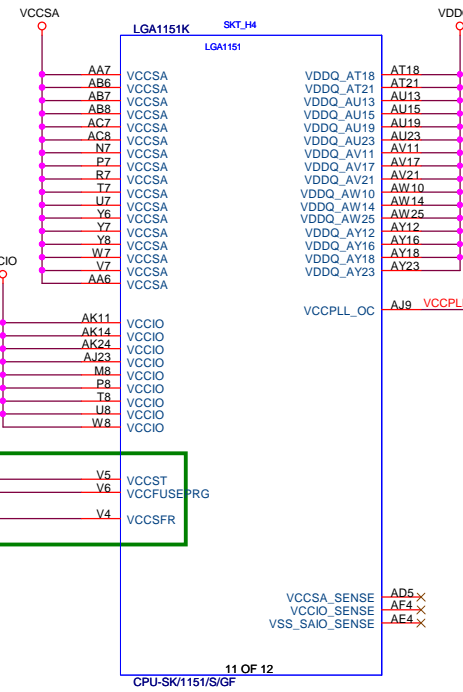 VCCSA
VDD
LGA1151K
SKT_H4
LGA1151
AA7 VCCSA VDDQ_AT18 AT18
AB6 VCCSA VDDQ_AT21 AT21
AB7 VCCSA VDDQ_AU13 AU13
AB8 VCCSA VDDQ_AU15 AU15
AC7 VCCSA VDDQ_AU19 AU19
AC8 VCCSA VDDQ_AU23 AU23
N7 VCCSA VDDQ_AV11 AV11
P7 VCCSA VDDQ_AV17 AV17
R7 VCCSA VDDQ_AV21 AV21
T7 VCCSA VDDQ_AW10 AW10
U7 VCCSA VDDQ_AW14 AW14
Y6 VCCSA VDDQ_AW25 AW25
Y7 VCCSA VDDQ_AY12 AY12
Y8 VCCSA VDDQ_AY16 AY16
W7 VCCSA VDDQ_AY18 AY18
V7 VCCSA VDDQ_AY23 AY23
AA6 VCCSA
CIO
VCCPLL_OC AJ9 VCCPL
AK11 VCCIO
AK14 VCCIO
AK24 VCCIO
AJ23 VCCIO
M8 VCCIO
P8 VCCIO
T8 VCCIO
U8 VCCIO
W8 VCCIO
V5 VCCST
V6 VCCFUSEPRG
V4 VCCSFR
VCCSA_SENSE AD5
VCCIO_SENSE AF4
VSS_SAIO_SENSE AE4
11 OF 12
CPU-SK/1151/S/GF